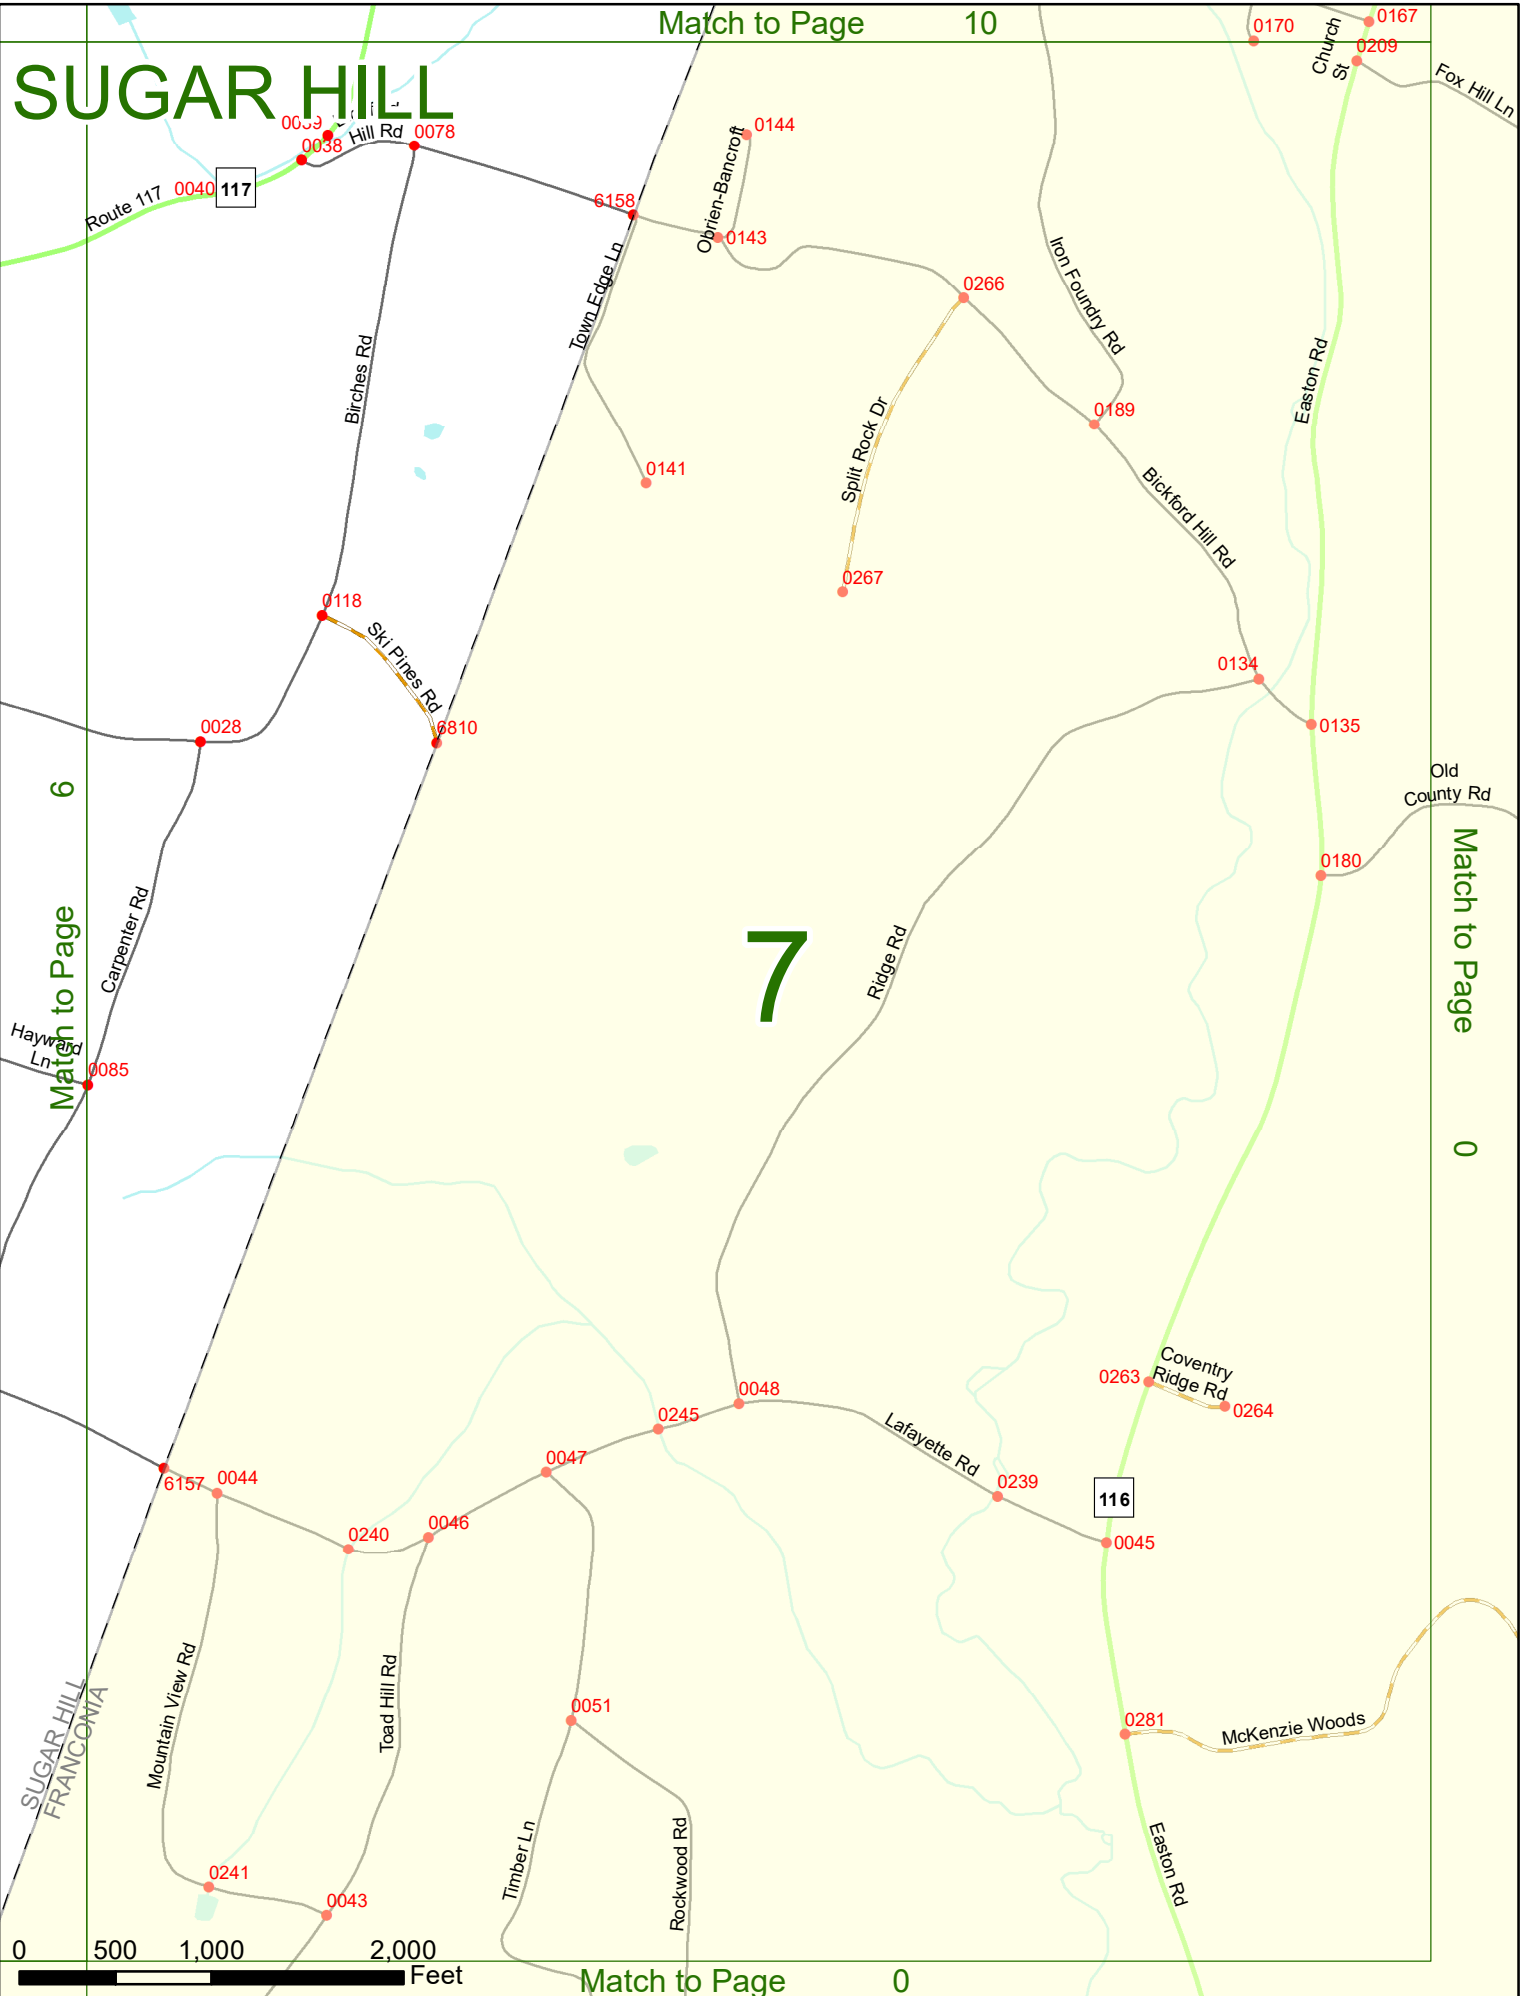 Match to Page 10
SUGAR HILL
0167
0170
0209
Church
St
Fox Hill Ln
0039
Hill Rd
0078
0038
0144
Obrien-Bancroft
0040
117
Route 117
6158
0143
Town Edge Ln
Iron Foundry Rd
0266
Birches Rd
Easton Rd
Split Rock Dr
0189
0141
Bickford Hill Rd
0267
0118
Ski Pines Rd
0134
0028
6810
0135
Old
County Rd
Match to Page 6
Match to Page 0
0180
Carpenter Rd
7
Ridge Rd
Hayward
Ln
0085
Coventry
Ridge Rd
0263
0264
0048
0245
Lafayette Rd
0047
6157
0044
0239
116
0046
0240
0045
Mountain View Rd
Toad Hill Rd
SUGAR HILL
FRANCONIA
0051
0281
McKenzie Woods
Timber Ln
Rockwood Rd
Easton Rd
0241
0043
0 500 1,000 2,000
Feet
Match to Page 0